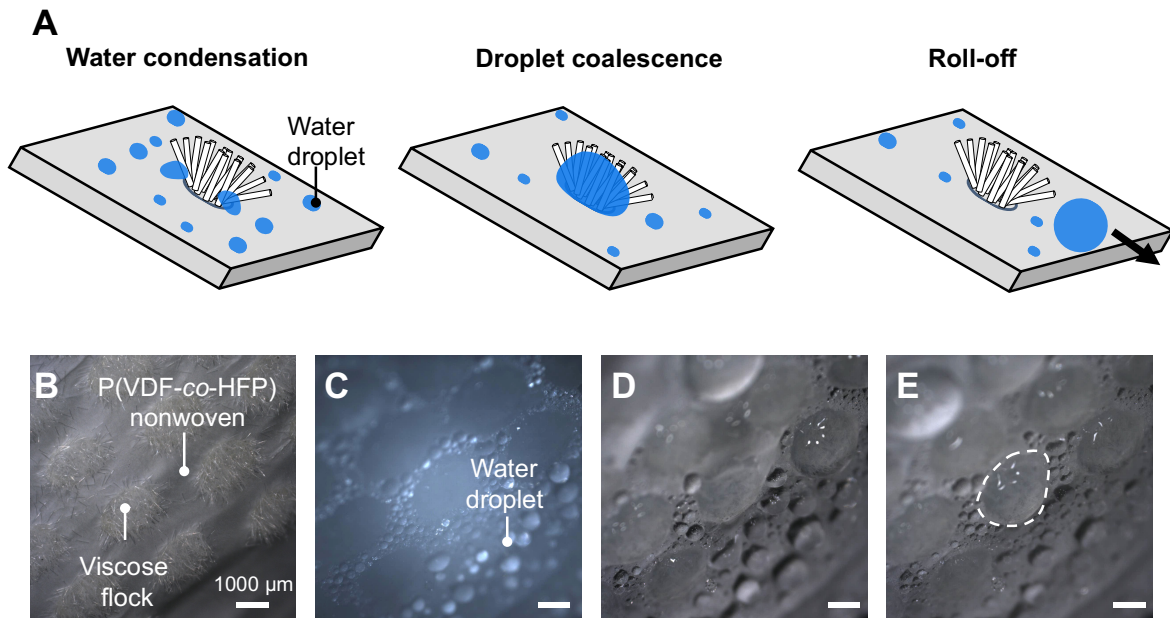 A
Water condensation
Droplet coalescence
Roll-off
Water
droplet
B
P(VDF-co-HFP)
nonwoven
Viscose
flock
1000 µm
C
Water
droplet
D
E